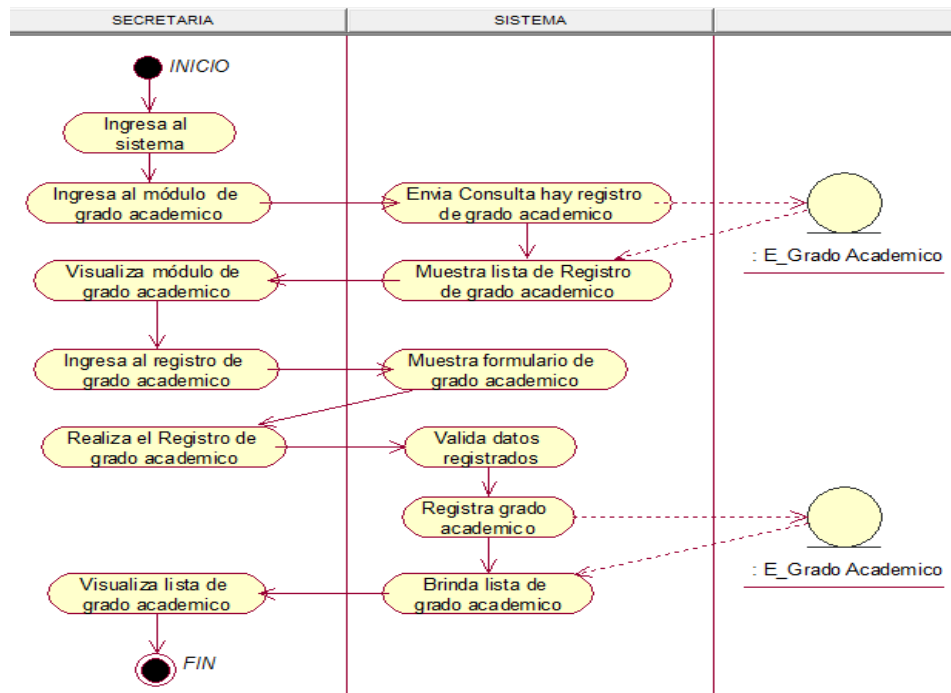 SECRETARIA
SISTEMA
INICIO
Ingresa al
sistema
Ingresa al módulo de
grado academico
Envia Consulta hay registro
de grado academico
: E_Grado Academico
Visualiza módulo de
grado academico
Muestra lista de Registro
de grado academico
Ingresa al registro de
grado academico
Muestra formulario de
grado academico
Realiza el Registro de
grado academico
Valida datos
registrados
Registra grado
academico
: E_Grado Academico
Visualiza lista de
grado academico
Brinda lista de
grado academico
FIN